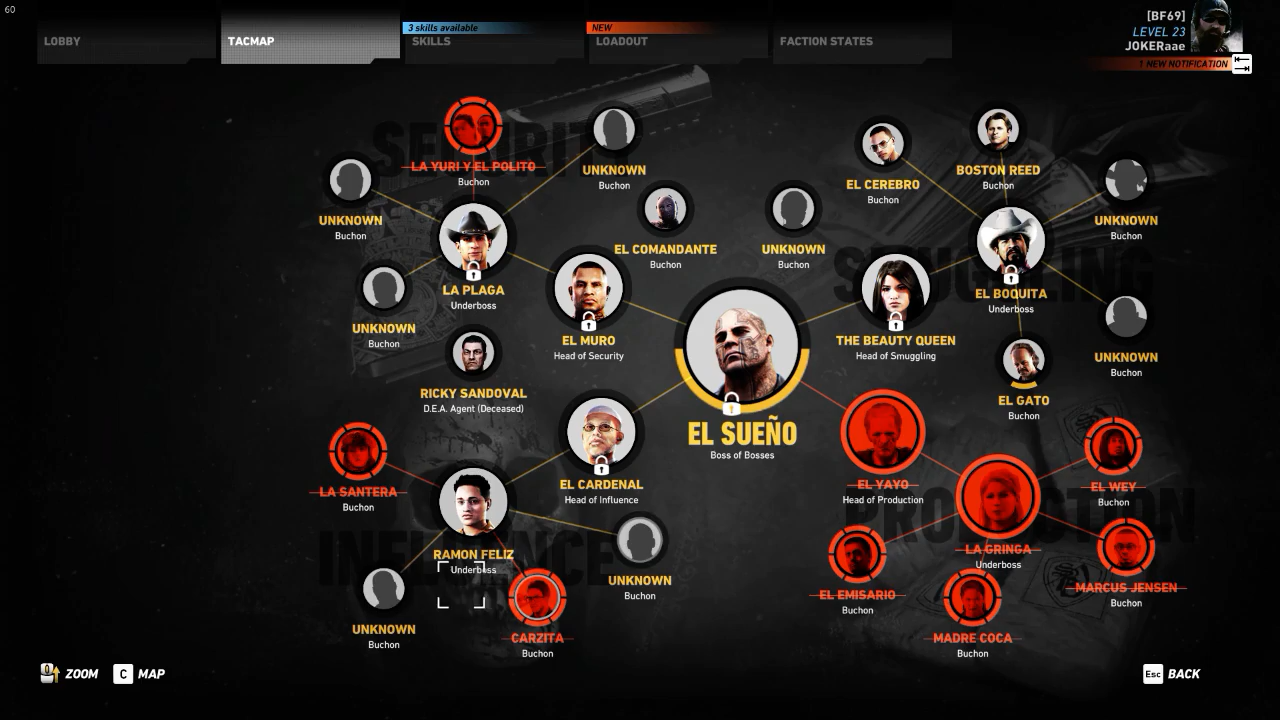 60
LOBBY
TACMAP
3 skills available
SKILLS
NEW
LOADOUT
FACTION STATES
[BF69]
LEVEL 23
JOKERaae
1 NEW NOTIFICATION
SECURITY
LA YURI Y EL POLITO
Buchon
UNKNOWN
Buchon
EL CEREBRO
Buchon
BOSTON REED
Buchon
UNKNOWN
Buchon
EL COMANDANTE
Buchon
UNKNOWN
Buchon
UNKNOWN
Buchon
SMUGGLING
LA PLAGA
Underboss
EL BOQUITA
Underboss
UNKNOWN
Buchon
EL MURO
Head of Security
THE BEAUTY QUEEN
Head of Smuggling
UNKNOWN
Buchon
RICKY SANDOVAL
D.E.A. Agent (Deceased)
EL GATO
Buchon
EL SUEÑO
Boss of Bosses
LA SANTERA
Buchon
EL CARDENAL
Head of Influence
EL YAYO
Head of Production
EL WEY
Buchon
PRODUCTION
INFLUENCE
RAMON FELIZ
Underboss
LA GRINGA
Underboss
UNKNOWN
Buchon
EL EMISARIO
Buchon
MARCUS JENSEN
Buchon
UNKNOWN
Buchon
CARZITA
Buchon
MADRE COCA
Buchon
ZOOM
C MAP
Esc BACK